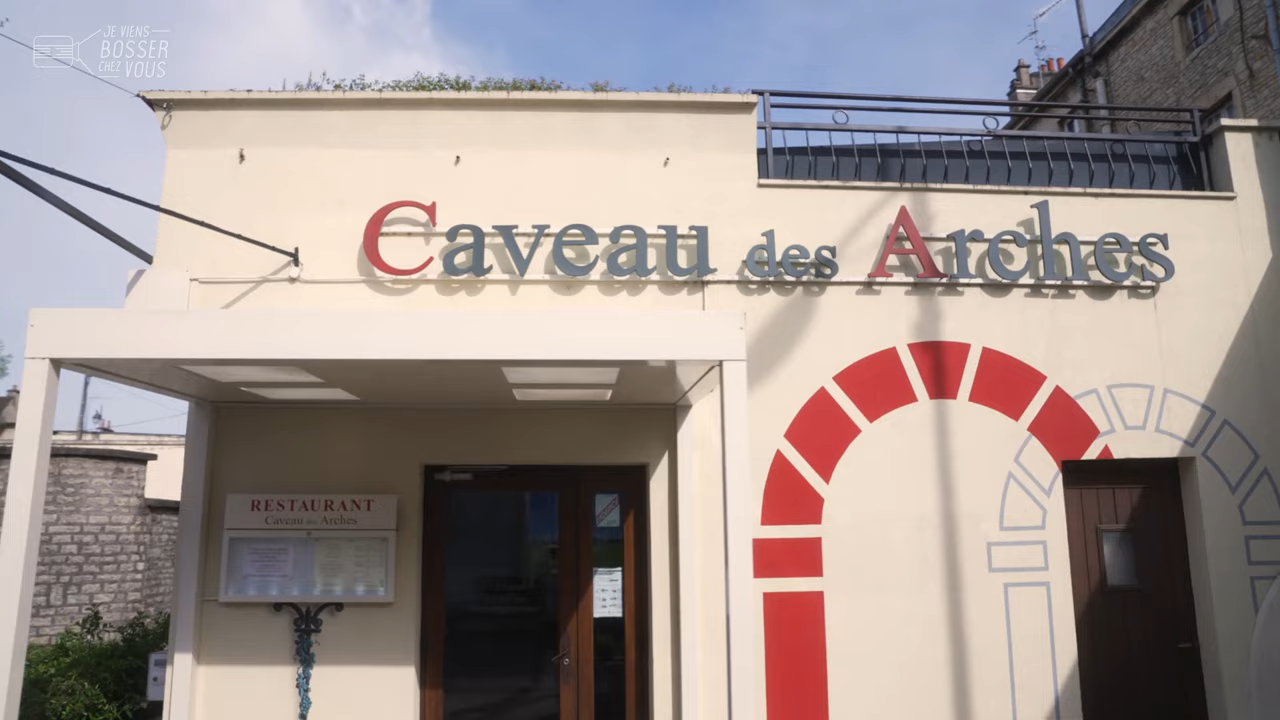 JE VIENS
BOSSER
CHEZ VOUS
Caveau des Arches
RESTAURANT
Caveau des Arches